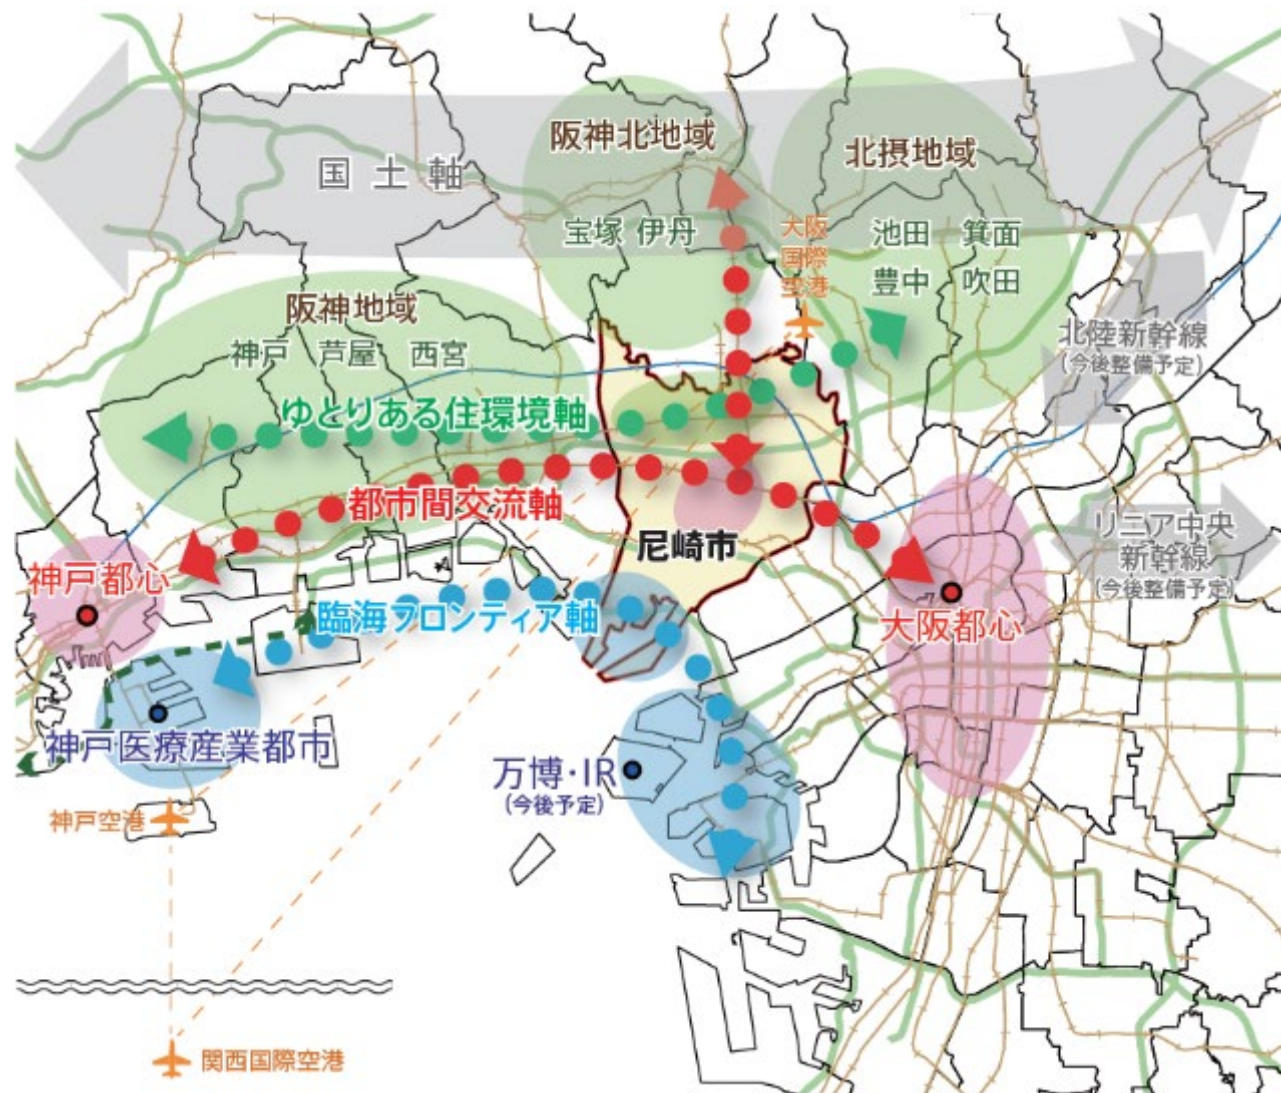 阪神北地域
北摂地域
国土軸
宝塚 伊丹
大阪
国際
空港
池田 箕面
豊中 吹田
阪神地域
神戸 芦屋 西宮
北陸新幹線
(今後整備予定)
ゆとりある住環境軸
都市間交流軸
尼崎市
リニア中央
新幹線
(今後整備予定)
神戸都心
臨海フロンティア軸
大阪都心
神戸医療産業都市
万博・IR
(今後予定)
神戸空港
関西国際空港